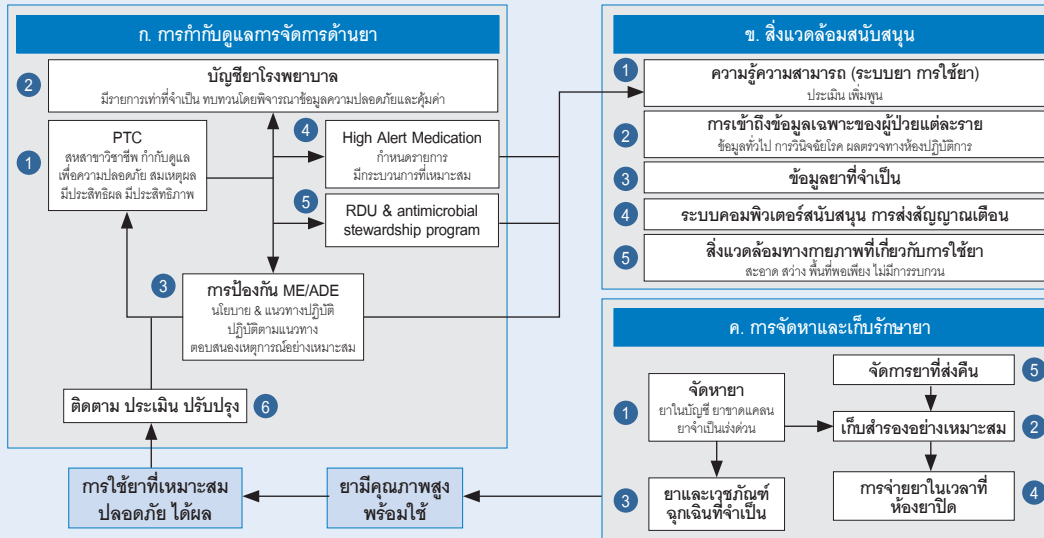 ก. การกำกับดูแลการจัดการด้านยา
2
บัญชียาโรงพยาบาล
มีรายการเท่าที่จำเป็น ทบทวนโดยพิจารณาข้อมูลความปลอดภัยและคุ้มค่า
1
PTC
สหสาขาวิชาชีพ กำกับดูแล
เพื่อความปลอดภัย สมเหตุผล
มีประสิทธิผล มีประสิทธิภาพ
4
High Alert Medication
กำหนดรายการ
มีกระบวนการที่เหมาะสม
5
RDU & antimicrobial
stewardship program
3
การป้องกัน ME/ADE
นโยบาย & แนวทางปฏิบัติ
ปฏิบัติตามแนวทาง
ตอบสนองเหตุการณ์อย่างเหมาะสม
ติดตาม ประเมิน ปรับปรุง
6
การใช้ยาที่เหมาะสม
ปลอดภัย ได้ผล
ยามีคุณภาพสูง
พร้อมใช้
ข. สิ่งแวดล้อมสนับสนุน
1
ความรู้ความสามารถ (ระบบยา การใช้ยา)
ประเมิน เพิ่มพูน
2
การเข้าถึงข้อมูลเฉพาะของผู้ป่วยแต่ละราย
ข้อมูลทั่วไป การวินิจฉัยโรค ผลตรวจทางห้องปฏิบัติการ
3
ข้อมูลยาที่จำเป็น
4
ระบบคอมพิวเตอร์สนับสนุน การส่งสัญญาณเตือน
5
สิ่งแวดล้อมทางกายภาพที่เกี่ยวกับการใช้ยา
สะอาด สว่าง พื้นที่พอเพียง ไม่มีการรบกวน
ค. การจัดหาและเก็บรักษายา
1
จัดหายา
ยาในบัญชี ยาขาดแคลน
ยาจำเป็นเร่งด่วน
จัดการยาที่ส่งคืน
5
เก็บสำรองอย่างเหมาะสม
2
3
ยาและเวชภัณฑ์
ฉุกเฉินที่จำเป็น
การจ่ายยาในเวลาที่
ห้องยาปิด
4